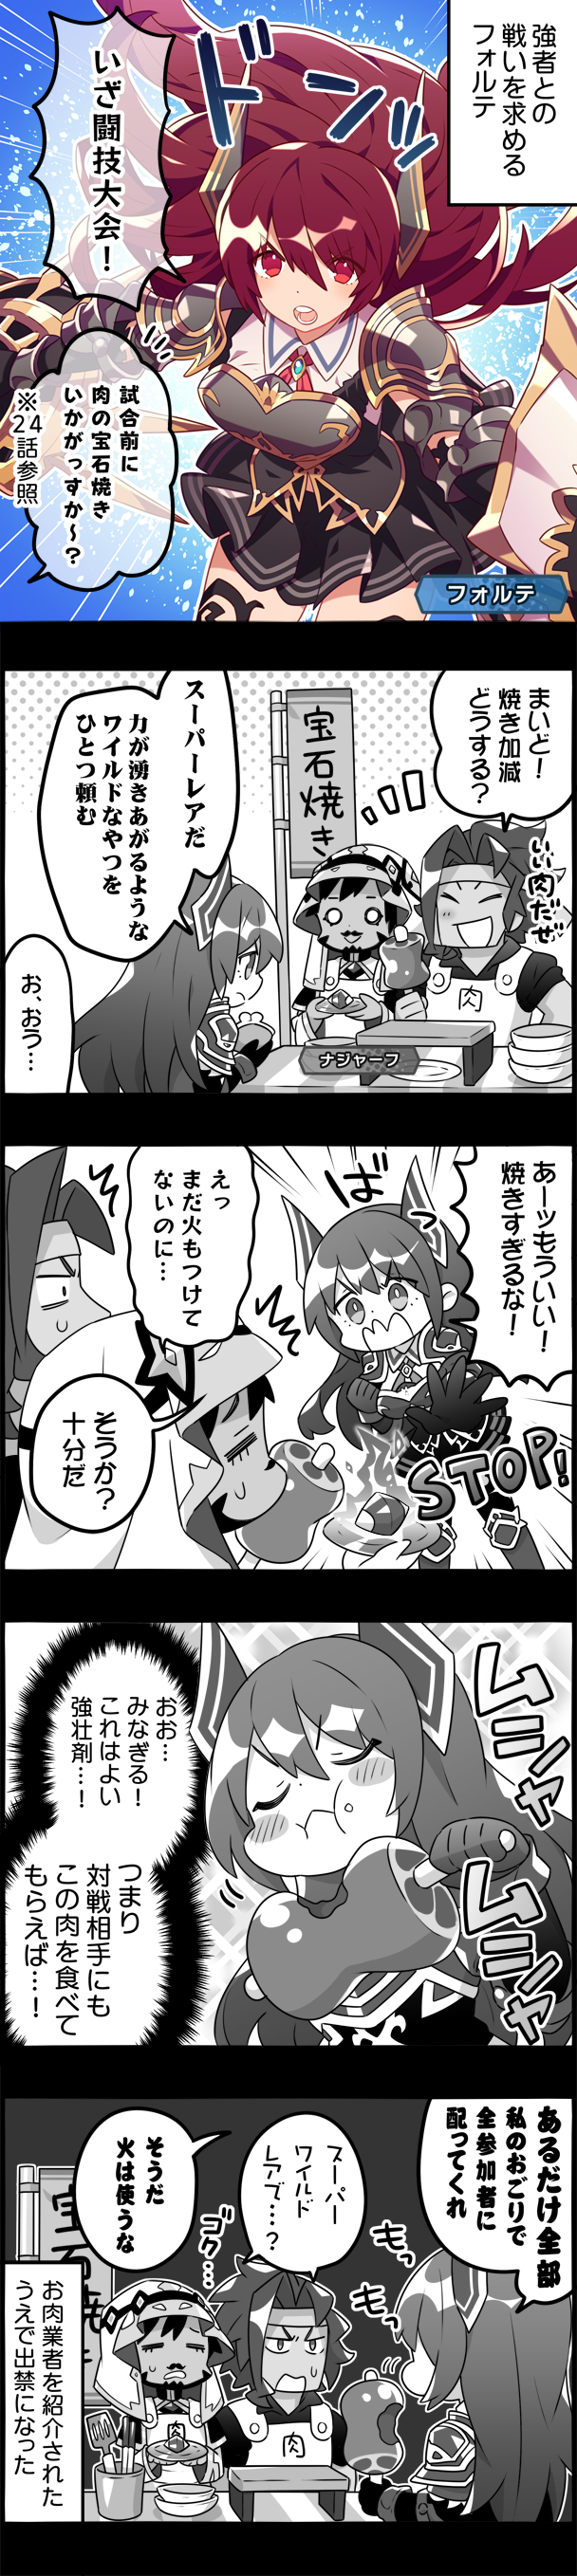 強者との
戦いを求める
フォルテ
ドンッ
いざ闘技大会！
試合前に
肉の宝石焼き
いかがっすか～？
※24話参照
フォルテ
まいど！
焼き加減
どうする？
いい肉だぜ
宝石焼き
スーパーレアだ
力が湧きあがるような
ワイルドなやつを
ひとつ頼む
肉
ナジャーフ
お、おう…
あーッもういい！
焼きすぎるな！
ばっ
えっ
まだ火もつけて
ないのに…
STOP!
そうか？
十分だ
ムシャ
ムシャ
おお…
みなぎる！
これはよい
強壮剤…！
つまり
対戦相手にも
この肉を食べて
もらえば…！
あるだけ全部
私のおごりで
全参加者に
配ってくれ
もっ
もっ
スーパー
ワイルド
レアで…？
ゴク…
そうだ
火は使うな
宝石焼き
肉
肉
お肉業者を紹介された
うえで出禁になった